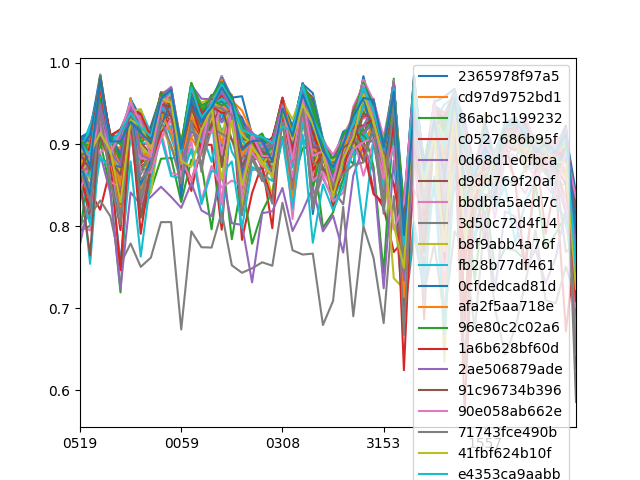 1.0
0.9
0.8
0.7
0.6
0519
0059
0308
3153
1557
2365978f97a5
cd97d9752bd1
86abc1199232
c0527686b95f
0d68d1e0fbca
d9dd769f20af
bbdbfa5aed7c
3d50c72d4f14
b8f9abb4a76f
fb28b77df461
0cfdedcad81d
afa2f5aa718e
96e80c2c02a6
1a6b628bf60d
2ae506879ade
91c96734b396
90e058ab662e
71743fce490b
41fbf624b10f
e4353ca9aabb